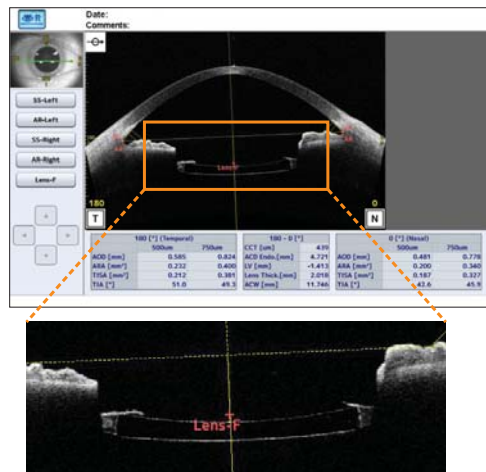 R
Date:
Comments:
SS-Left
AR-Left
SS-Right
AR-Right
Lens-F
Lens-F
180
0
T
N
180 [°] (Temporal)
500um 750um
AOD [mm] 0.585 0.824
ARA [mm²] 0.232 0.400
TISA [mm²] 0.212 0.381
TIA [°] 51.0 49.3
180 - 0 [°]
CCT [um] 439
ACD Endo.[mm] 4.721
LV [mm] -1.413
Lens Thick.[mm] 2.018
ACW [mm] 11.746
0 [°] (Nasal)
500um 750um
AOD [mm] 0.481 0.778
ARA [mm²] 0.200 0.340
TISA [mm²] 0.187 0.327
TIA [°] 42.6 45.9
Lens-F